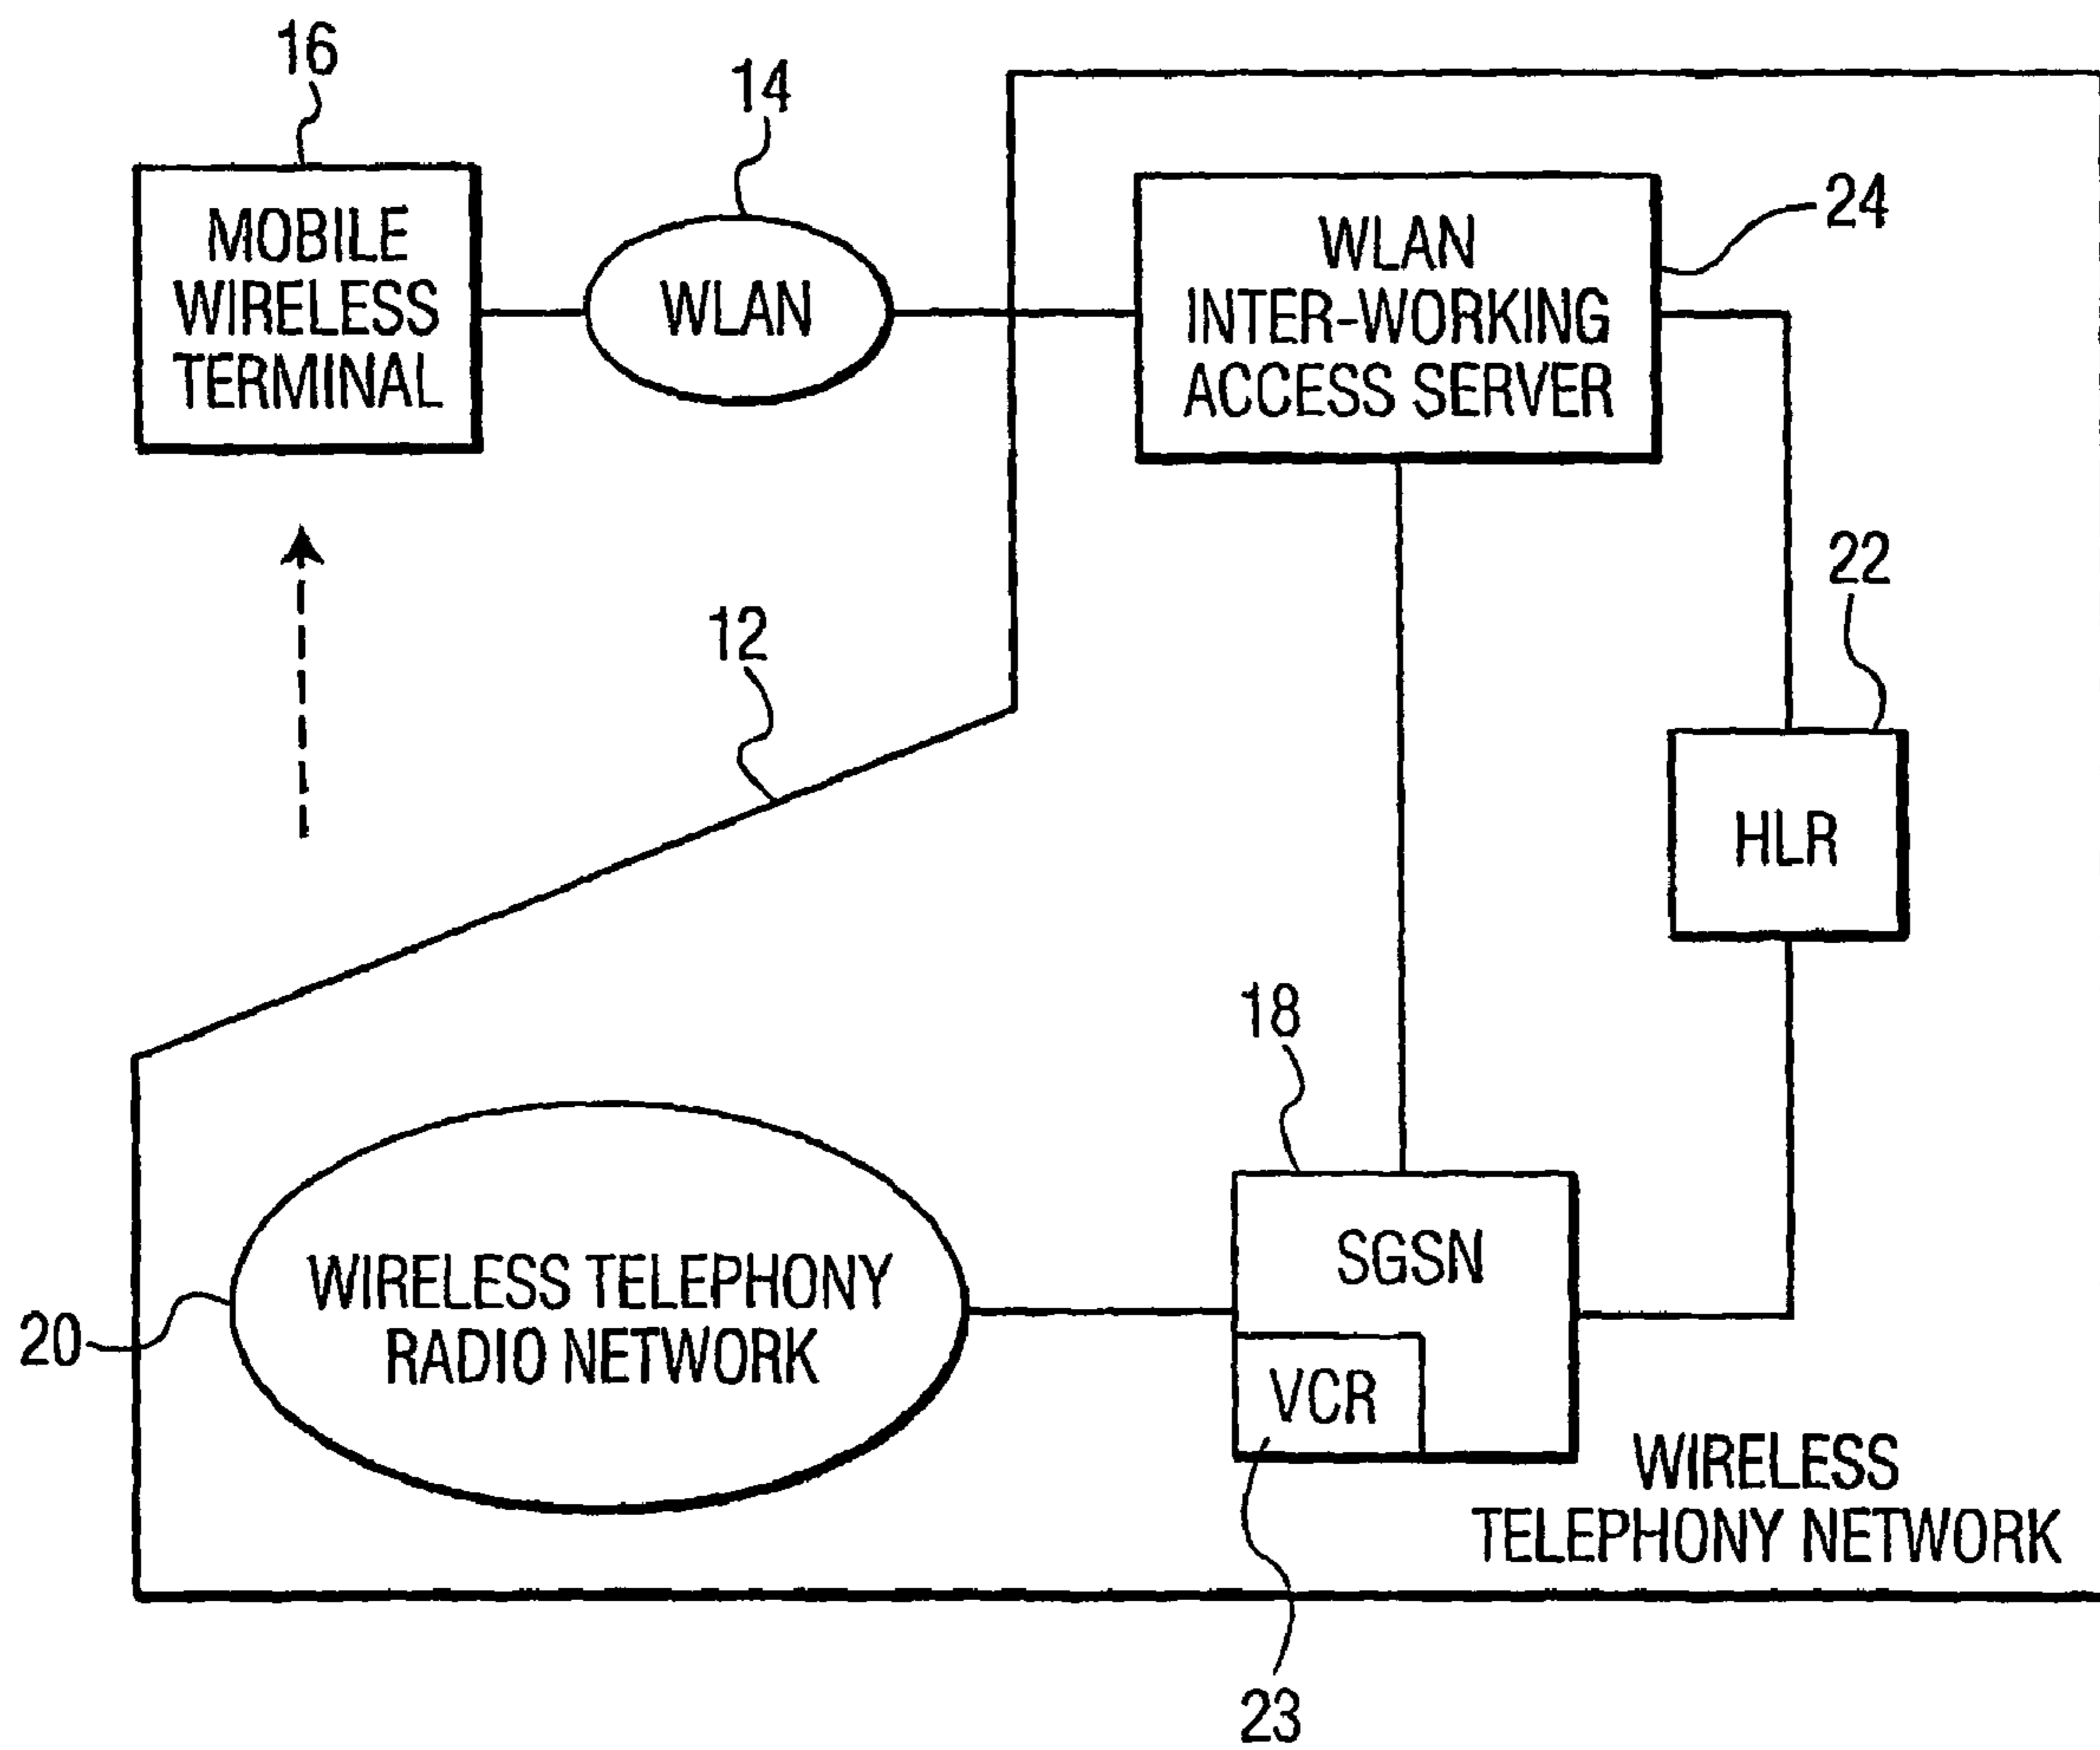 16
14
MOBILE
WIRELESS
TERMINAL
WLAN
WLAN
INTER-WORKING
ACCESS SERVER
24
12
22
HLR
18
SGSN
VCR
WIRELESS TELEPHONY
RADIO NETWORK
20
WIRELESS
TELEPHONY NETWORK
23